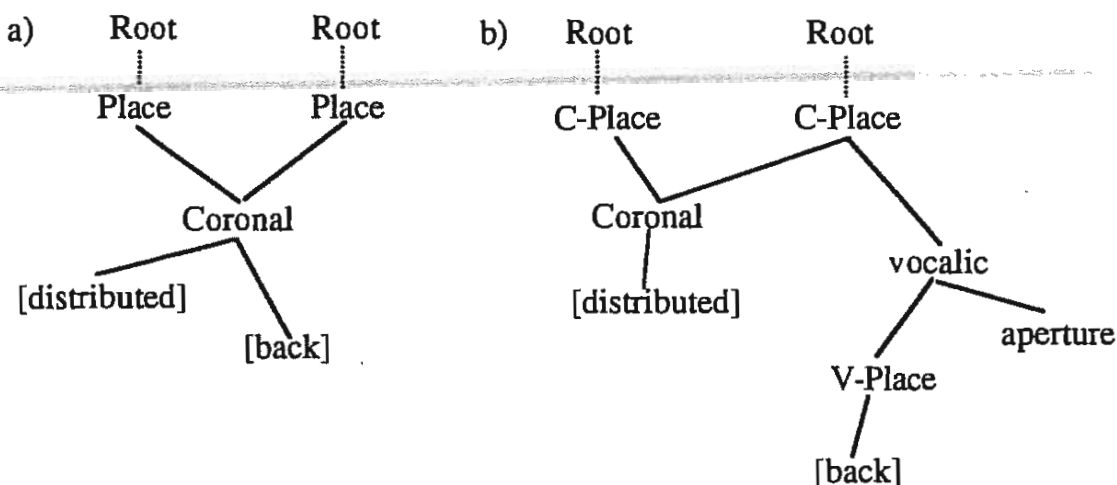 a) Root Root b) Root Root
Place Place C-Place C-Place
Coronal Coronal
vocalic
[distributed] [distributed]
aperture
[back]
V-Place
[back]